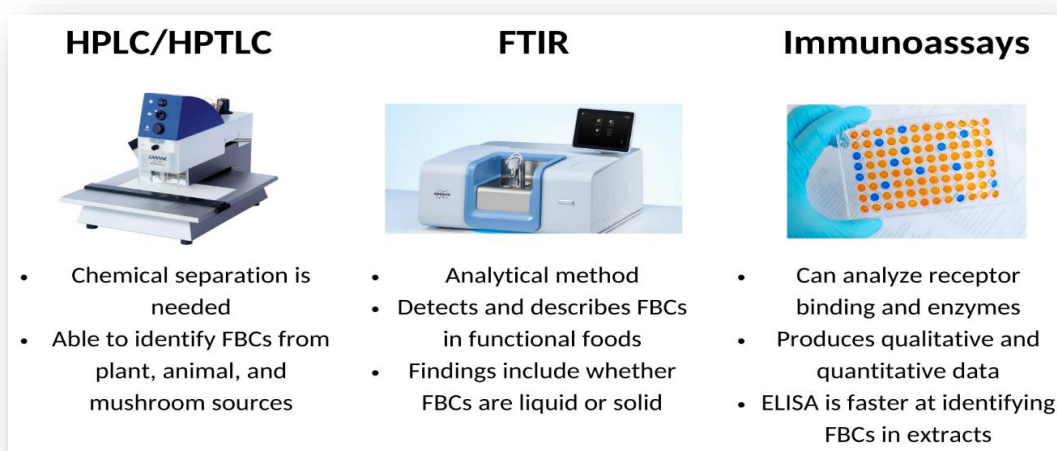 HPLC/HPTLC
• Chemical separation is
needed
• Able to identify FBCs from
plant, animal, and
mushroom sources
FTIR
• Analytical method
• Detects and describes FBCs
in functional foods
• Findings include whether
FBCs are liquid or solid
Immunoassays
• Can analyze receptor
binding and enzymes
• Produces qualitative and
quantitative data
• ELISA is faster at identifying
FBCs in extracts